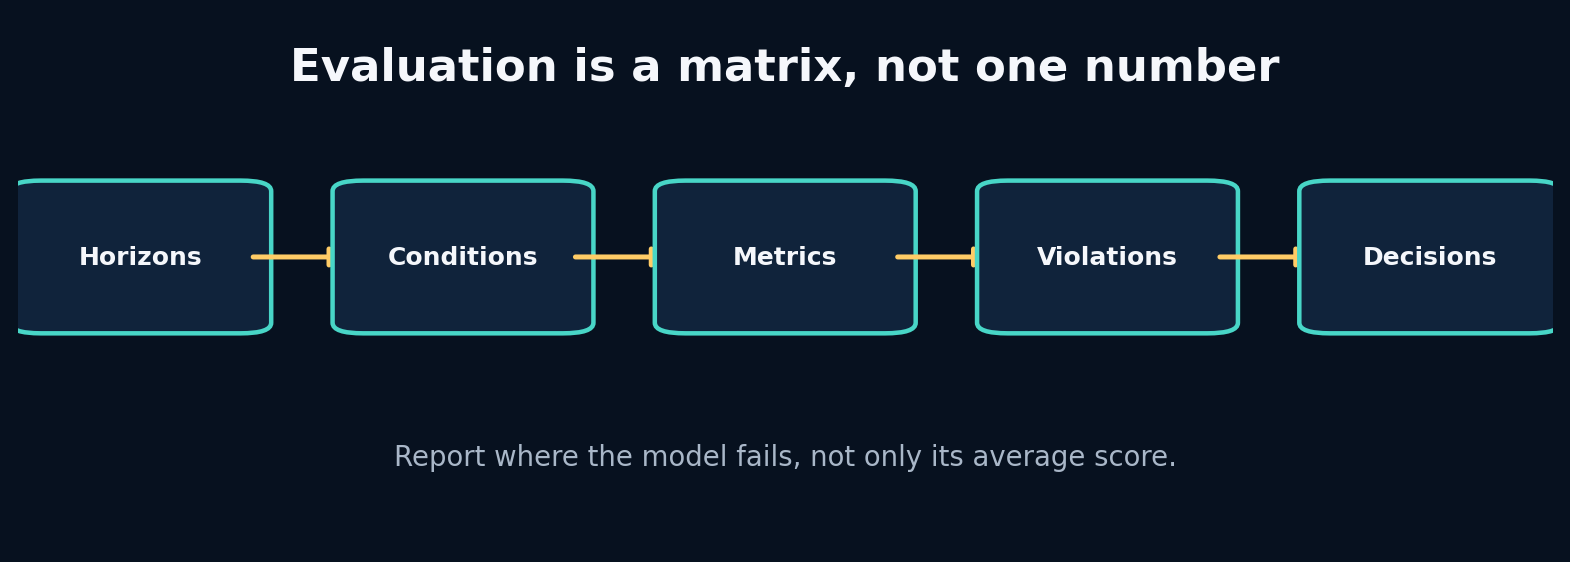 Evaluation is a matrix, not one number
Horizons
Conditions
Metrics
Violations
Decisions
Report where the model fails, not only its average score.